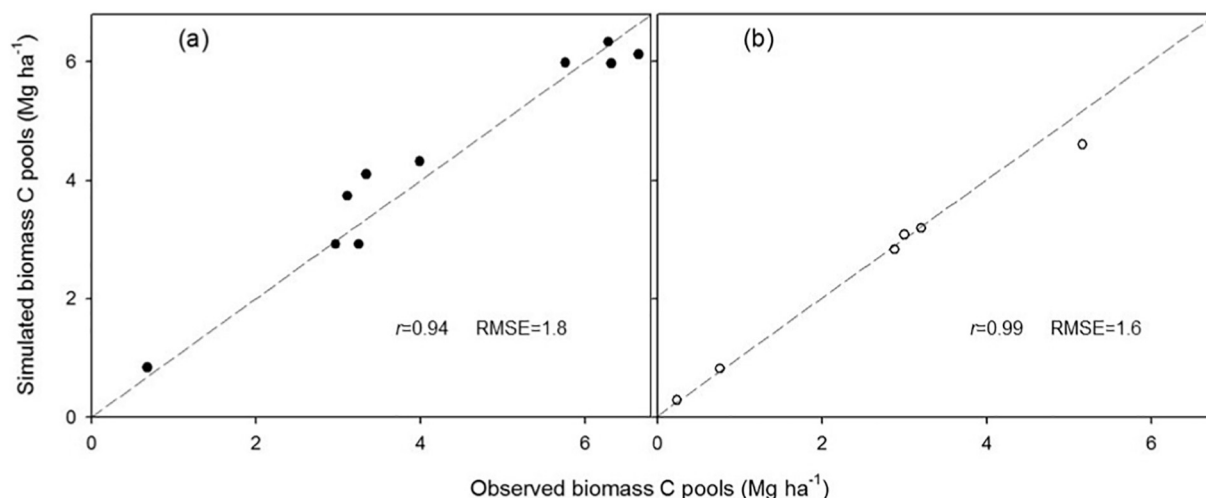 Simulated biomass C pools (Mg ha⁻¹)
(a)
6
4
2
0
r=0.94 RMSE=1.8
0 2 4 6
(b)
r=0.99 RMSE=1.6
0 2 4 6
Observed biomass C pools (Mg ha⁻¹)